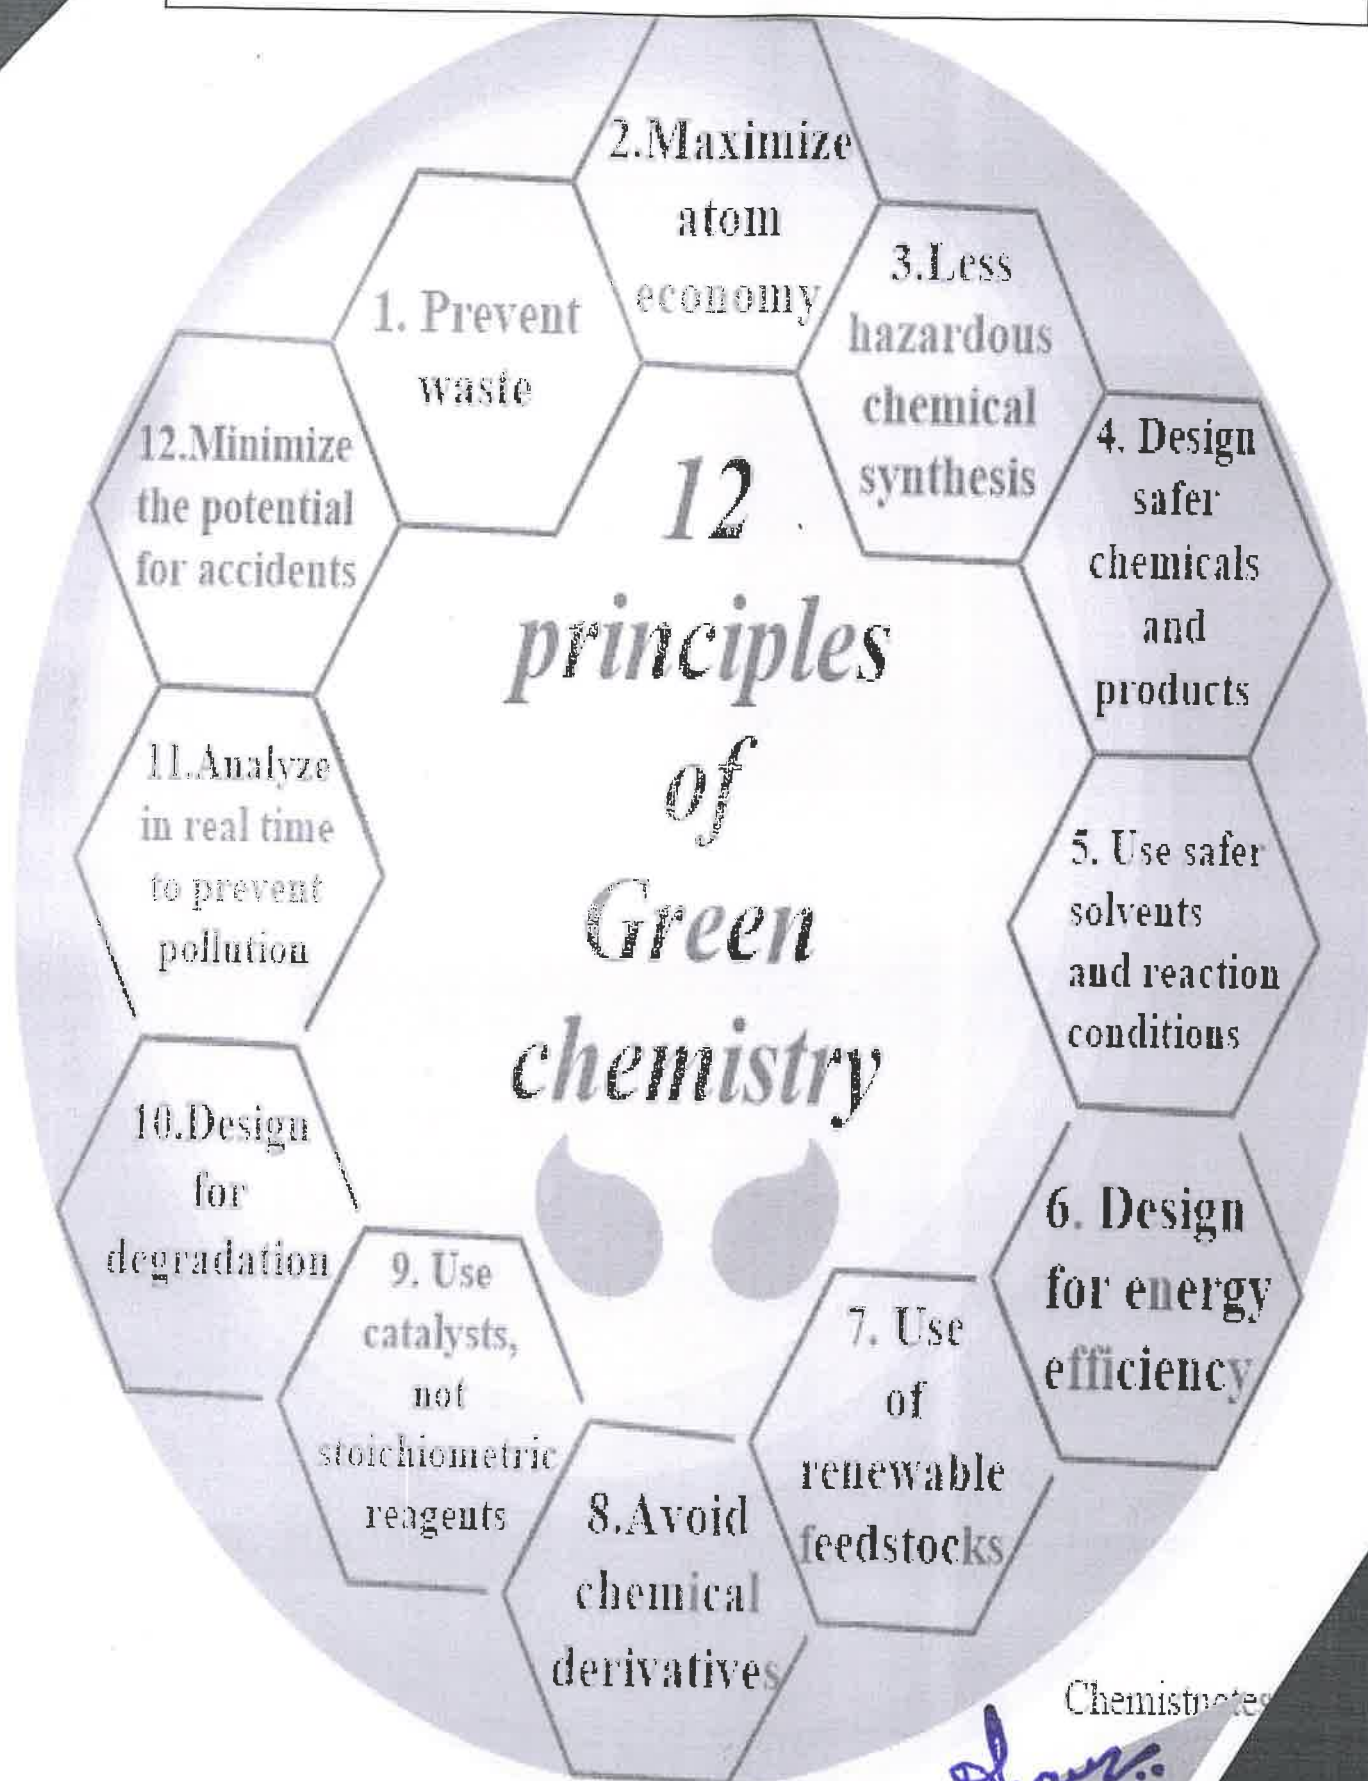 12
principles
of
Green
chemistry
1. Prevent
waste
2.Maximize
atom
economy
3.Less
hazardous
chemical
synthesis
4. Design
safer
chemicals
and
products
5. Use safer
solvents
and reaction
conditions
6. Design
for energy
efficiency
7. Use
of
renewable
feedstocks
8.Avoid
chemical
derivatives
9. Use
catalysts,
not
stoichiometric
reagents
10.Design
for
degradation
11.Analyze
in real time
to prevent
pollution
12.Minimize
the potential
for accidents
Chemistnotes